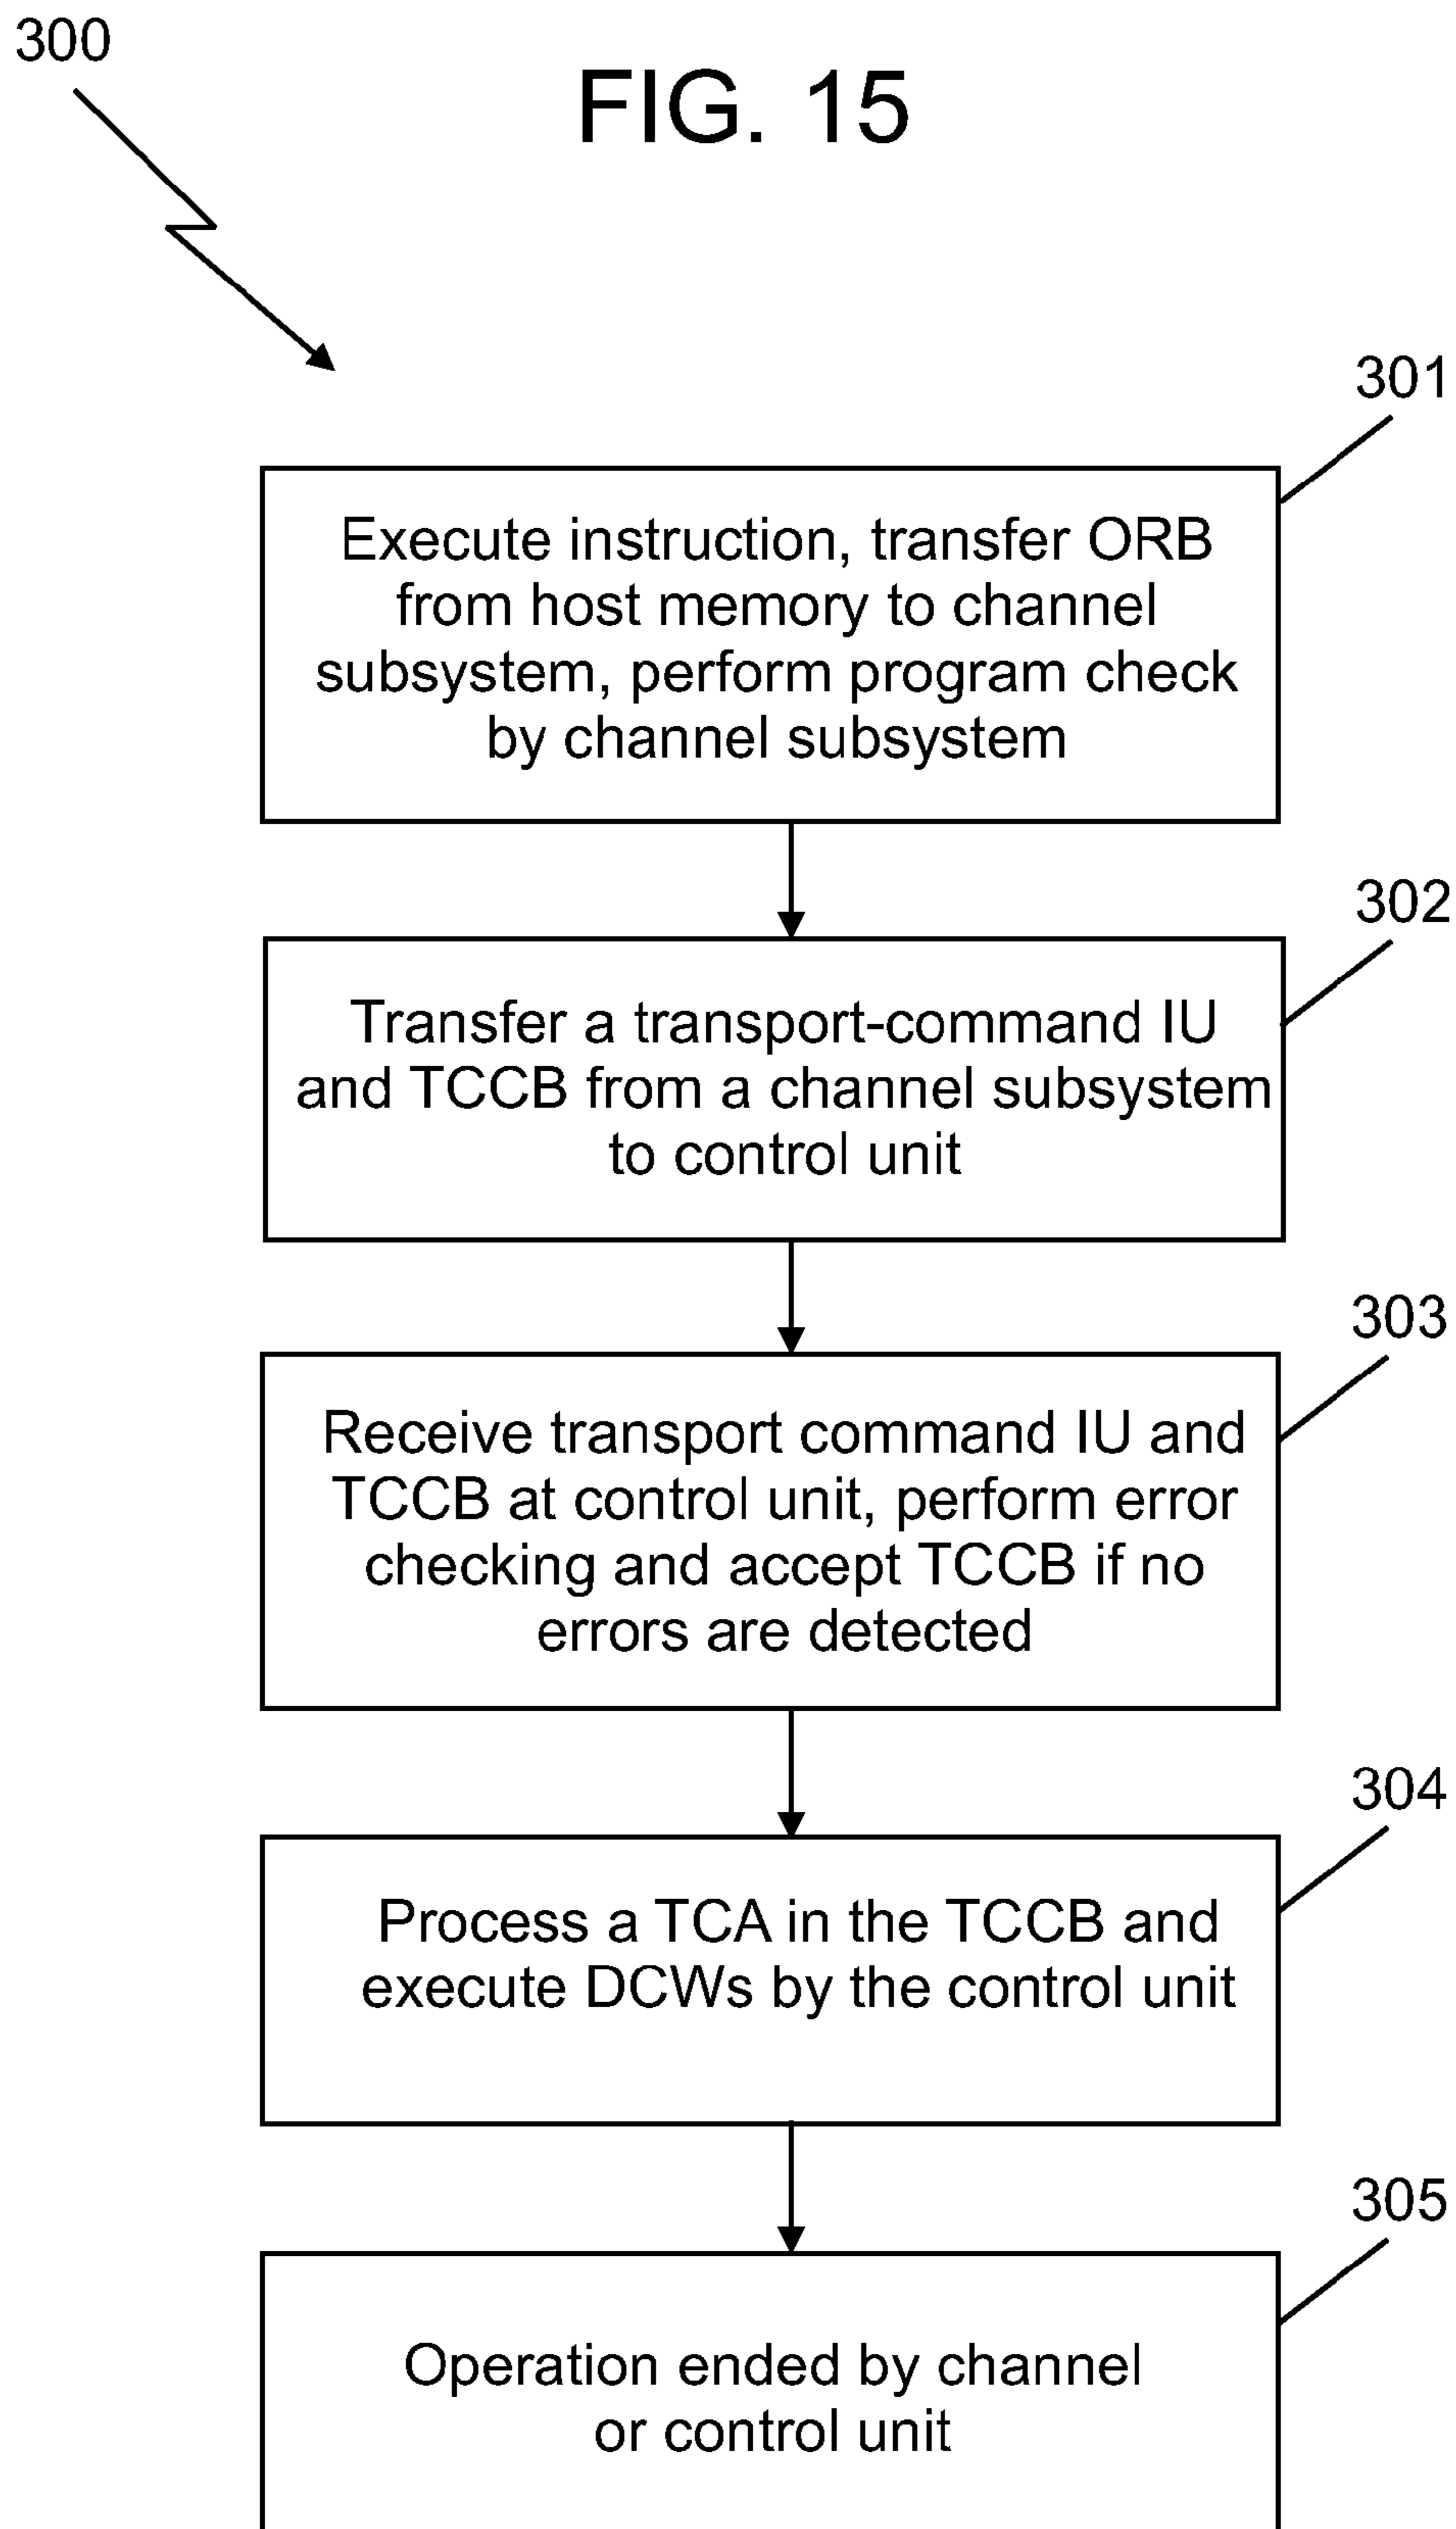 300
FIG. 15
301
Execute instruction, transfer ORB
from host memory to channel
subsystem, perform program check
by channel subsystem
302
Transfer a transport-command IU
and TCCB from a channel subsystem
to control unit
303
Receive transport command IU and
TCCB at control unit, perform error
checking and accept TCCB if no
errors are detected
304
Process a TCA in the TCCB and
execute DCWs by the control unit
305
Operation ended by channel
or control unit